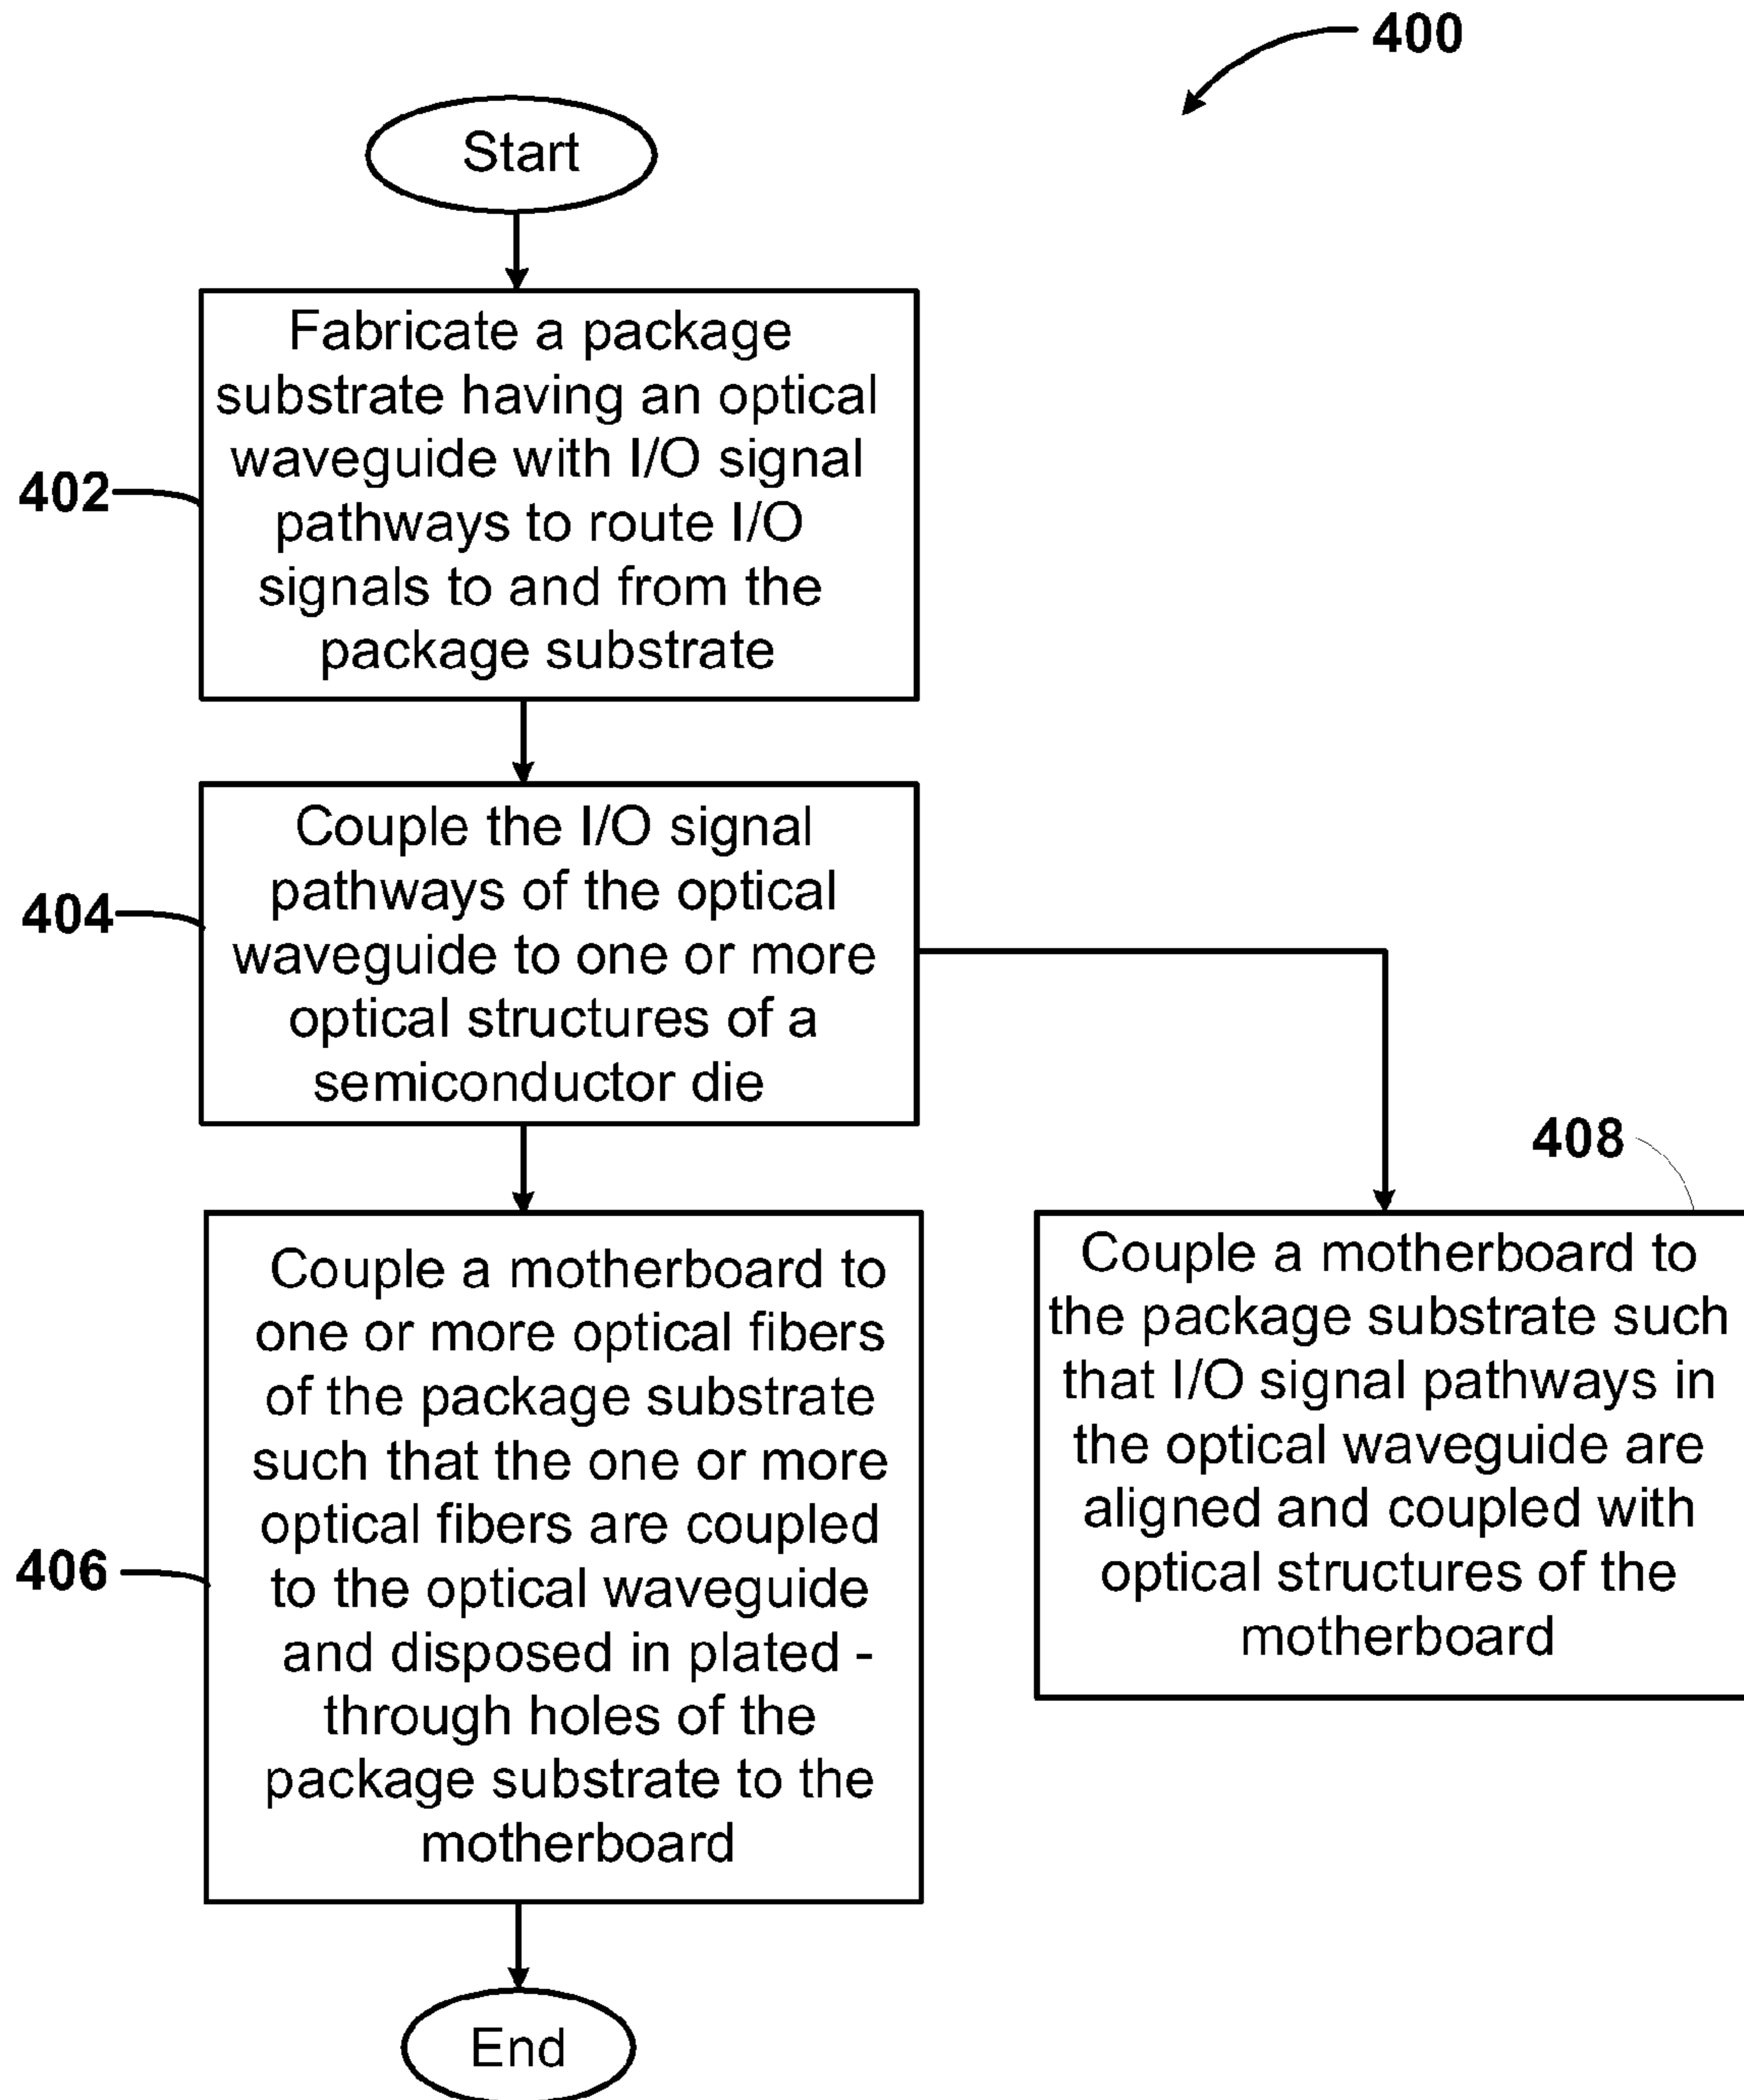 400
Start
402
Fabricate a package
substrate having an optical
waveguide with I/O signal
pathways to route I/O
signals to and from the
package substrate
404
Couple the I/O signal
pathways of the optical
waveguide to one or more
optical structures of a
semiconductor die
406
Couple a motherboard to
one or more optical fibers
of the package substrate
such that the one or more
optical fibers are coupled
to the optical waveguide
and disposed in plated -
through holes of the
package substrate to the
motherboard
408
Couple a motherboard to
the package substrate such
that I/O signal pathways in
the optical waveguide are
aligned and coupled with
optical structures of the
motherboard
End